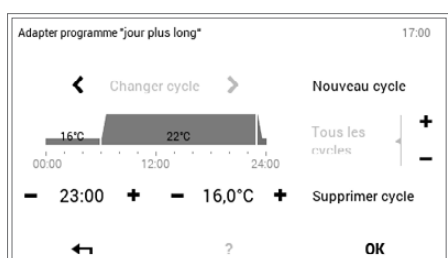 Adapter programme "jour plus long" 17:00
< Changer cycle > Nouveau cycle
16°C 22°C
Tous les
cycles
+
−
00:00 12:00 24:00
− 23:00 + − 16,0°C + Supprimer cycle
? OK